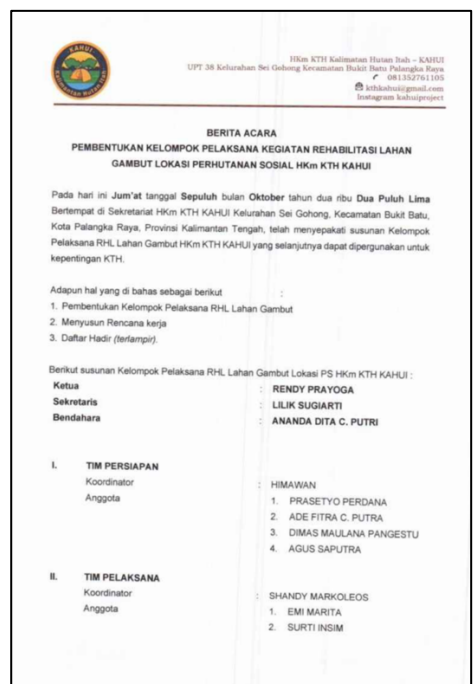 KAHUI
Kalimantan Hutan Itah
HKm KTH Kalimatan Hutan Itah – KAHUI
UPT 38 Kelurahan Sei Gohong Kecamatan Bukit Batu Palangka Raya
081352761105
kthkahui@gmail.com
Instagram kahuiproject
BERITA ACARA
PEMBENTUKAN KELOMPOK PELAKSANA KEGIATAN REHABILITASI LAHAN
GAMBUT LOKASI PERHUTANAN SOSIAL HKm KTH KAHUI
Pada hari ini Jum'at tanggal Sepuluh bulan Oktober tahun dua ribu Dua Puluh Lima
Bertempat di Sekretariat HKm KTH KAHUI Kelurahan Sei Gohong, Kecamatan Bukit Batu,
Kota Palangka Raya, Provinsi Kalimantan Tengah, telah menyepakati susunan Kelompok
Pelaksana RHL Lahan Gambut HKm KTH KAHUI yang selanjutnya dapat dipergunakan untuk
kepentingan KTH.
Adapun hal yang di bahas sebagai berikut :
1. Pembentukan Kelompok Pelaksana RHL Lahan Gambut
2. Menyusun Rencana kerja
3. Daftar Hadir (terlampir).
Berikut susunan Kelompok Pelaksana RHL Lahan Gambut Lokasi PS HKm KTH KAHUI :
Ketua : RENDY PRAYOGA
Sekretaris : LILIK SUGIARTI
Bendahara : ANANDA DITA C. PUTRI
I. TIM PERSIAPAN
Koordinator : HIMAWAN
Anggota 1. PRASETYO PERDANA
2. ADE FITRA C. PUTRA
3. DIMAS MAULANA PANGESTU
4. AGUS SAPUTRA
II. TIM PELAKSANA
Koordinator : SHANDY MARKOLEOS
Anggota 1. EMI MARITA
2. SURTI INSIM